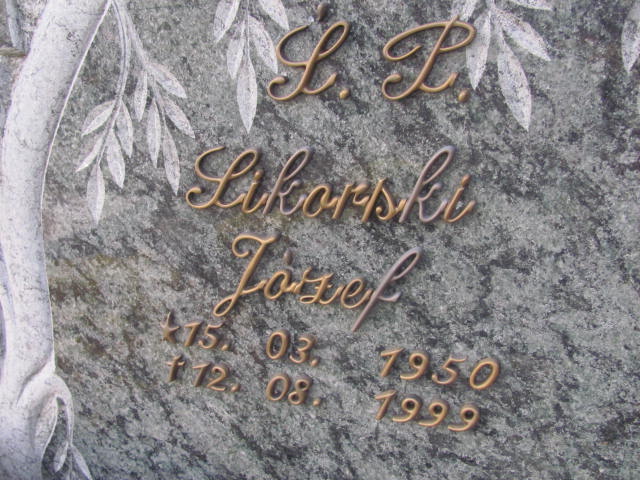 Ś. P.
Sikorski
Józef
* 15. 03. 1950
† 12. 08. 1999